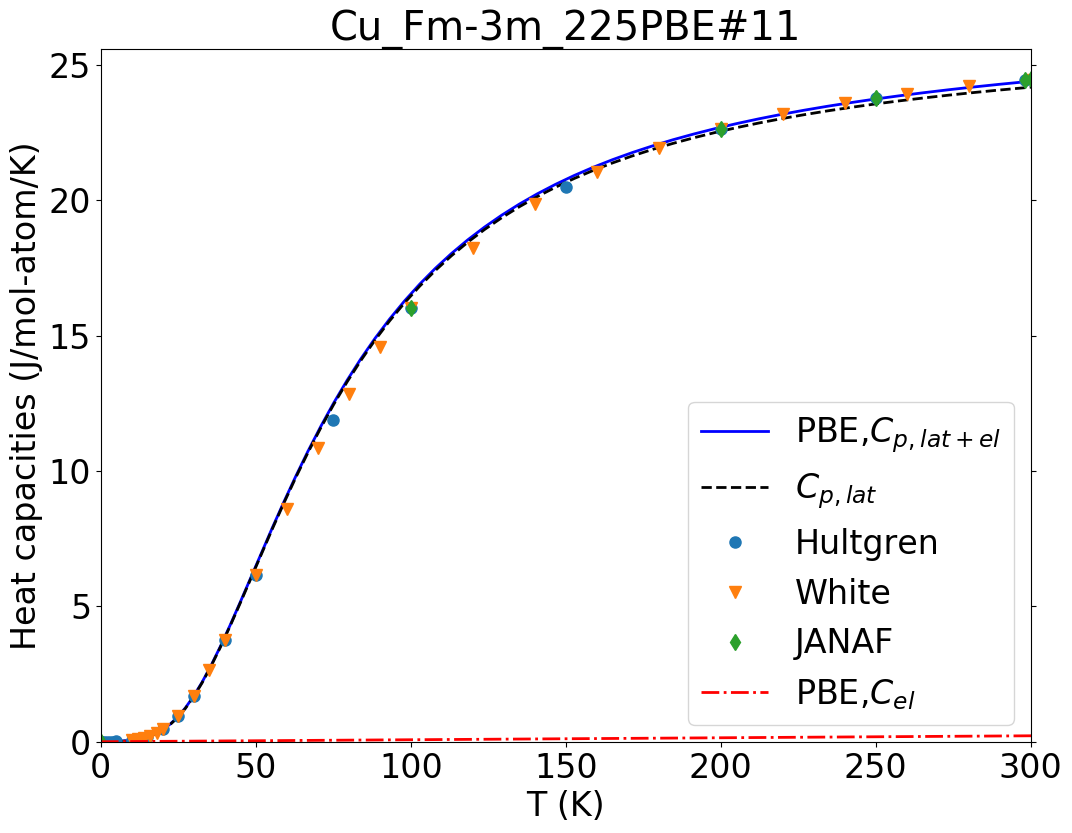 Cu_Fm-3m_225PBE#11
Heat capacities (J/mol-atom/K)
25
20
15
10
5
0
PBE,C_{p,lat+el}
C_{p,lat}
Hultgren
White
JANAF
PBE,C_{el}
0 50 100 150 200 250 300
T (K)